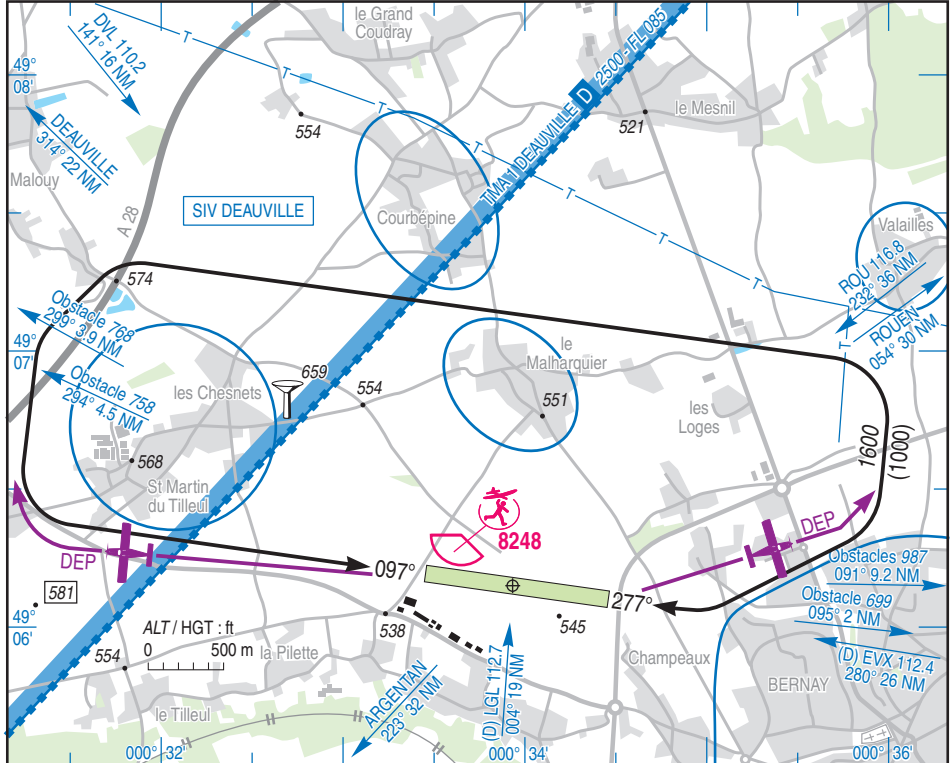 le Grand
Coudray
DVL 110.2
141° 16 NM
T
T
T
T
T
T
T
49°
08'
DEAUVILLE
314° 22 NM
Malouy
A 28
554
TMA 1 DEAUVILLE D 2500 - FL 085
521
le Mesnil
SIV DEAUVILLE
Courbépine
Valailles
ROU 116.8
232° 36 NM
ROUEN
054° 30 NM
574
Obstacle 768
299° 3.9 NM
49°
07'
Obstacle 758
294° 4.5 NM
les Chesnets
659
554
le
Malharquier
551
les
Loges
1600
(1000)
568
St Martin
du Tilleul
8248
DEP
DEP
097°
277°
Obstacles 987
091° 9.2 NM
Obstacle 699
095° 2 NM
(D) EVX 112.4
280° 26 NM
581
49°
06'
538
545
ALT / HGT : ft
0 500 m
554
la Pilette
Champeaux
BERNAY
le Tilleul
ARGENTAN
223° 32 NM
(D) LGL 112.7
004° 19 NM
000° 32
000° 34'
000° 36'